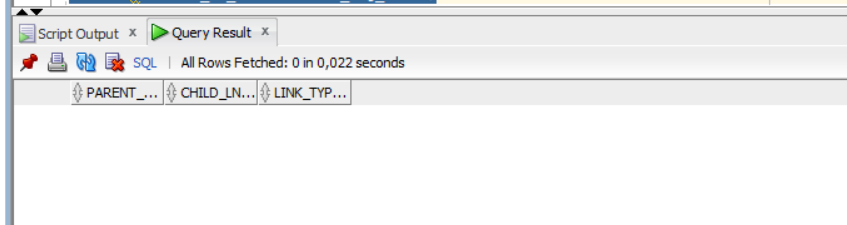 Script Output x Query Result x
SQL | All Rows Fetched: 0 in 0,022 seconds
PARENT_... CHILD_LN... LINK_TYP...